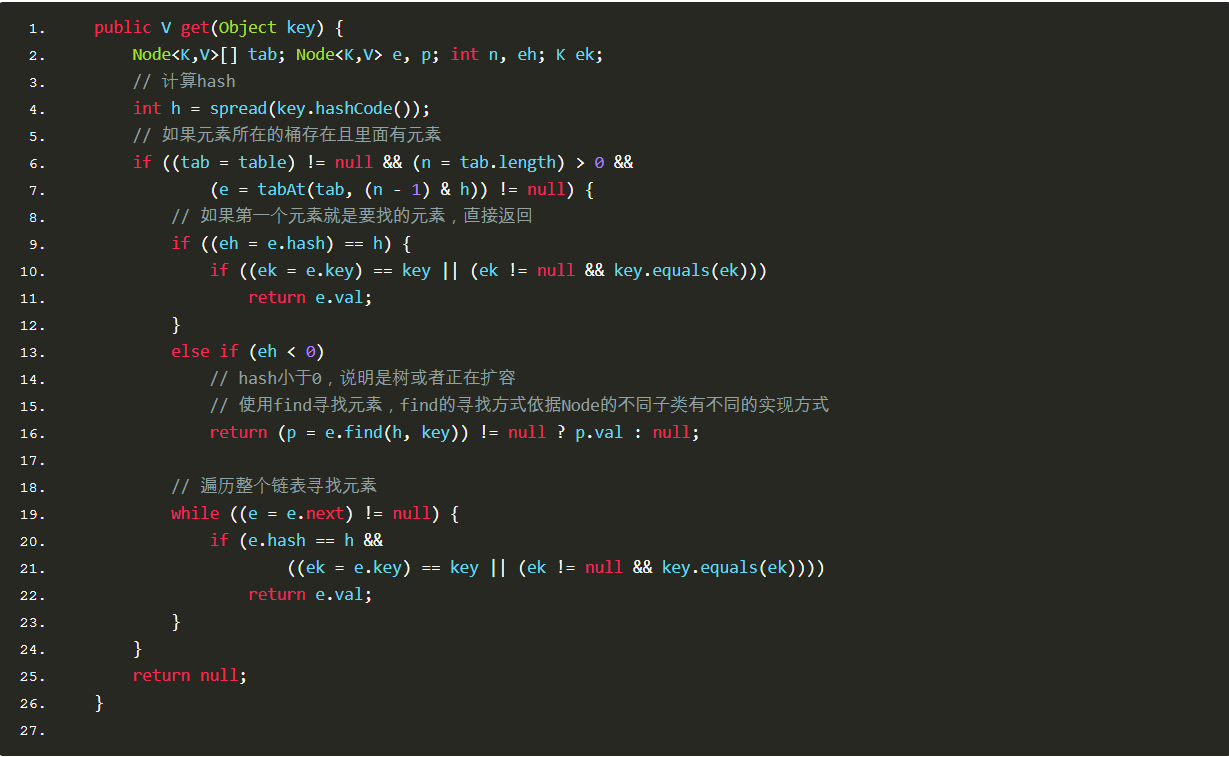 1.     public V get(Object key) {
2.         Node<K,V>[] tab; Node<K,V> e, p; int n, eh; K ek;
3.         // 计算hash
4.         int h = spread(key.hashCode());
5.         // 如果元素所在的桶存在且里面有元素
6.         if ((tab = table) != null && (n = tab.length) > 0 &&
7.                 (e = tabAt(tab, (n - 1) & h)) != null) {
8.             // 如果第一个元素就是要找的元素，直接返回
9.             if ((eh = e.hash) == h) {
10.                 if ((ek = e.key) == key || (ek != null && key.equals(ek)))
11.                     return e.val;
12.             }
13.             else if (eh < 0)
14.                 // hash小于0，说明是树或者正在扩容
15.                 // 使用find寻找元素，find的寻找方式依据Node的不同子类有不同的实现方式
16.                 return (p = e.find(h, key)) != null ? p.val : null;
17.
18.             // 遍历整个链表寻找元素
19.             while ((e = e.next) != null) {
20.                 if (e.hash == h &&
21.                         ((ek = e.key) == key || (ek != null && key.equals(ek))))
22.                     return e.val;
23.             }
24.         }
25.         return null;
26.     }
27.